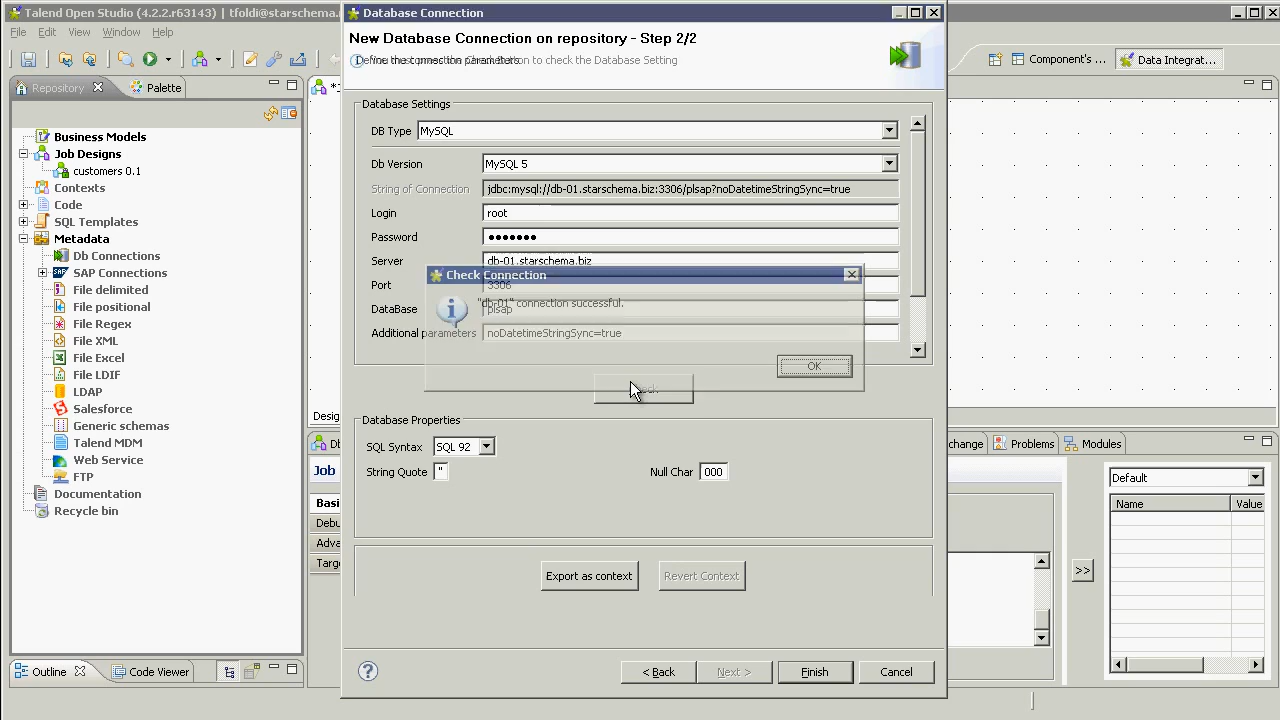 Talend Open Studio (4.2.2.r63143) | tfoldi@starschema.
Database Connection
File Edit View Window Help
New Database Connection on repository - Step 2/2
Component's ...
Data Integrat...
Repository
Palette
Database Settings
DB Type MySQL
Business Models
Job Designs
customers 0.1
Contexts
Code
SQL Templates
Metadata
Db Connections
SAP Connections
File delimited
File positional
File Regex
File XML
File Excel
File LDIF
LDAP
Salesforce
Generic schemas
Talend MDM
Web Service
FTP
Documentation
Recycle bin
Db Version MySQL 5
String of Connection jdbc:mysql://db-01.starschema.biz:3306/plsap?noDatetimeStringSync=true
Login root
Password ●●●●●●●
Server db-01.starschema.biz
Check Connection
Port 3306
"db-01" connection successful.
DataBase plsap
Additional parameters noDatetimeStringSync=true
OK
Database Properties
SQL Syntax SQL 92
String Quote "
Null Char 000
Export as context
Revert Context
< Back
Next >
Finish
Cancel
Problems
Modules
Job
Default
Name Value
>>
Outline
Code Viewer